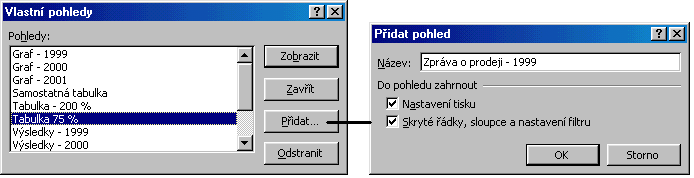 Vlastní pohledy
Pohledy:
Graf - 1999
Graf - 2000
Graf - 2001
Samostatná tabulka
Tabulka - 200 %
Tabulka 75 %
Výsledky - 1999
Výsledky - 2000
Zobrazit
Zavřít
Přidat...
Odstranit
Přidat pohled
Název:
Zpráva o prodeji - 1999
Do pohledu zahrnout
Nastavení tisku
Skryté řádky, sloupce a nastavení filtru
OK
Storno